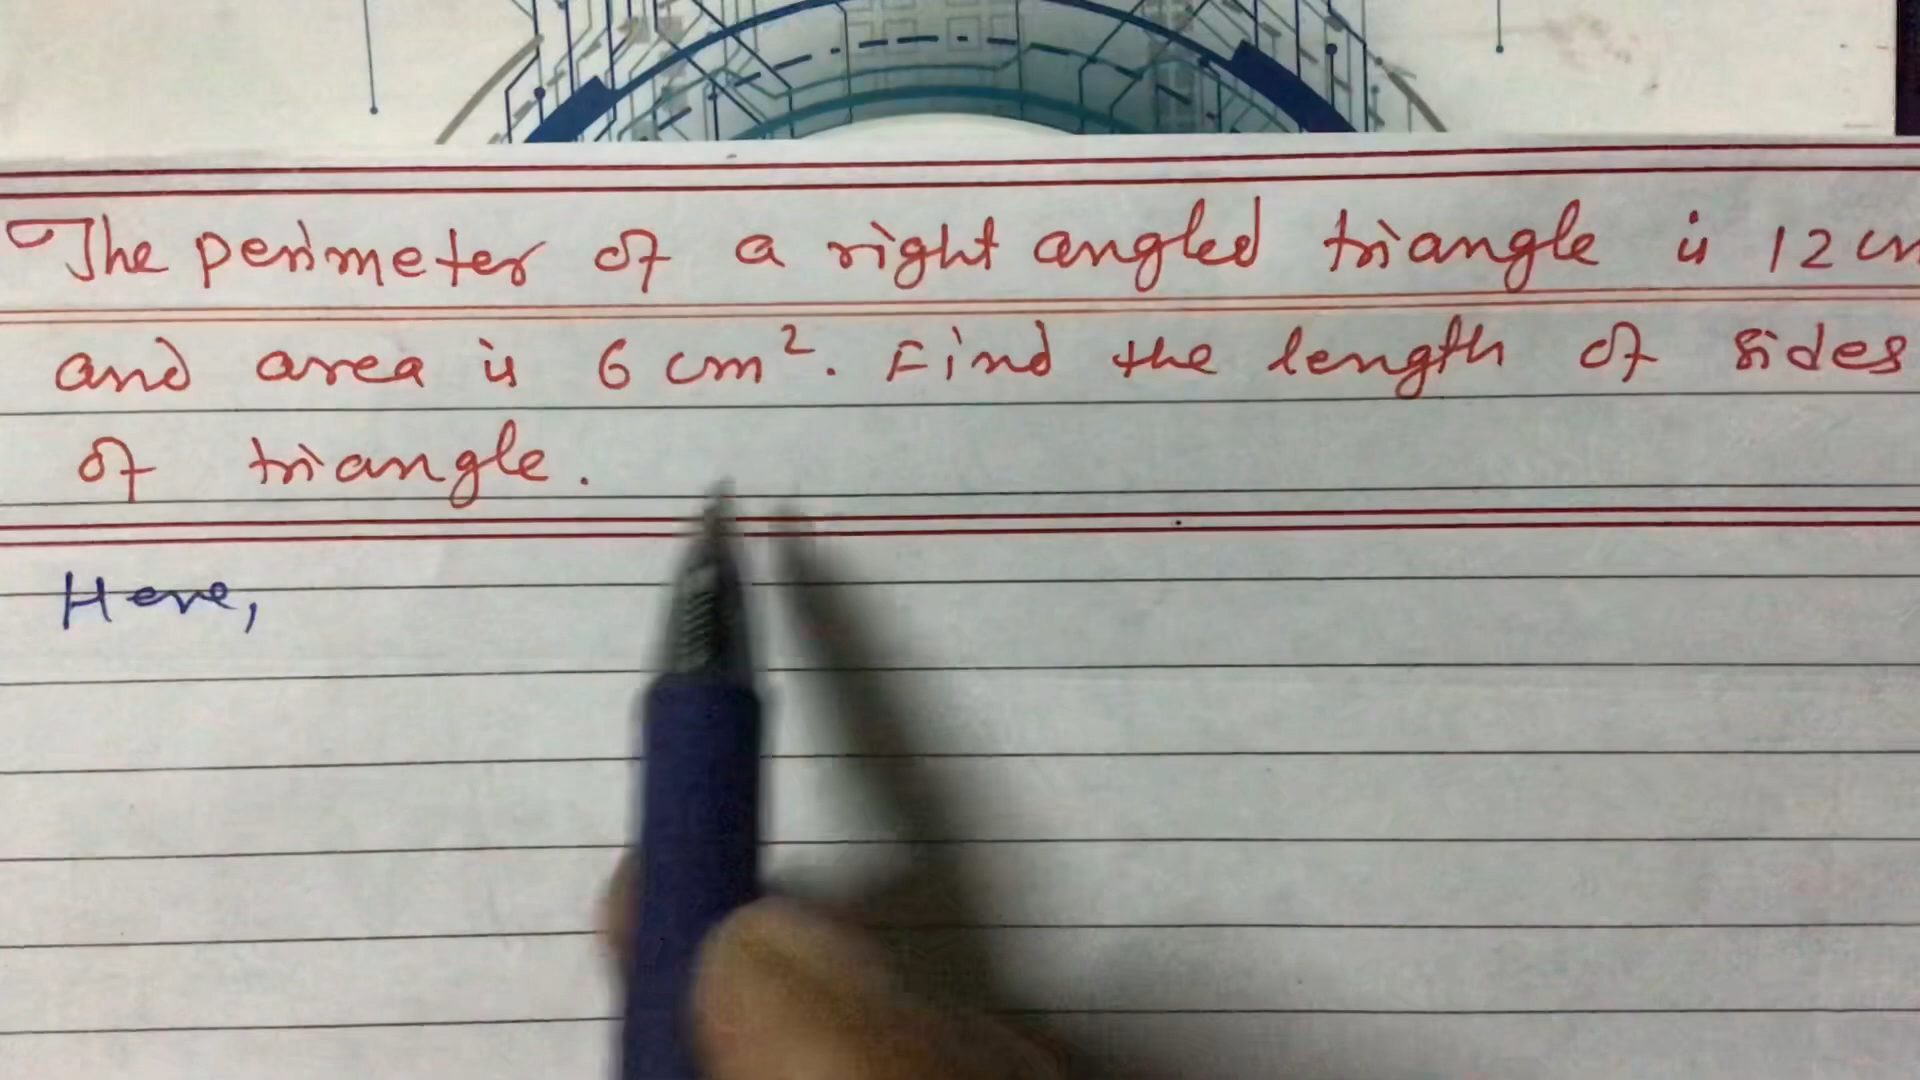 The perimeter of a right angled triangle is 12 cm
and area is 6 cm². Find the length of sides
of triangle.
Here,